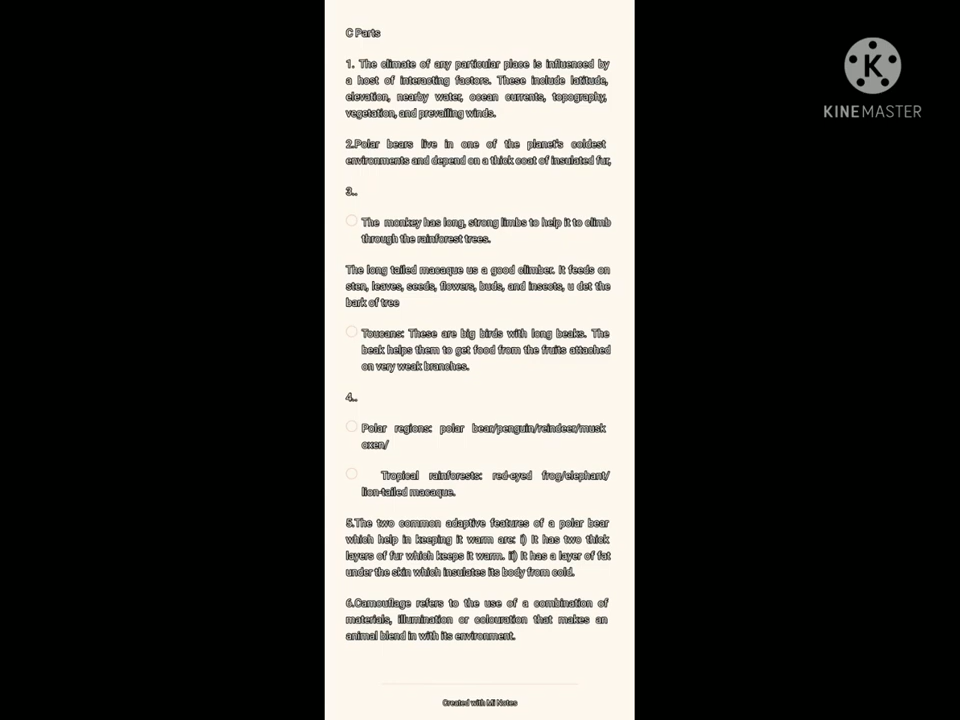 C Parts
1. The climate of any particular place is influenced by
a host of interacting factors. These include latitude,
elevation, nearby water, ocean currents, topography,
vegetation, and prevailing winds.
2.Polar bears live in one of the planet's coldest
environments and depend on a thick coat of insulated fur,
3..
The monkey has long, strong limbs to help it to climb
through the rainforest trees.
The long tailed macaque us a good climber. It feeds on
sten, leaves, seeds, flowers, buds, and insects, u det the
bark of tree
Toucans: These are big birds with long beaks. The
beak helps them to get food from the fruits attached
on very weak branches.
4..
Polar regions: polar bear/penguin/reindeer/musk
oxen/
Tropical rainforests: red-eyed frog/elephant/
lion-tailed macaque.
5.The two common adaptive features of a polar bear
which help in keeping it warm are: i) It has two thick
layers of fur which keeps it warm. ii) It has a layer of fat
under the skin which insulates its body from cold.
6.Camouflage refers to the use of a combination of
materials, illumination or colouration that makes an
animal blend in with its environment.
Created with Mi Notes
K
KINEMASTER